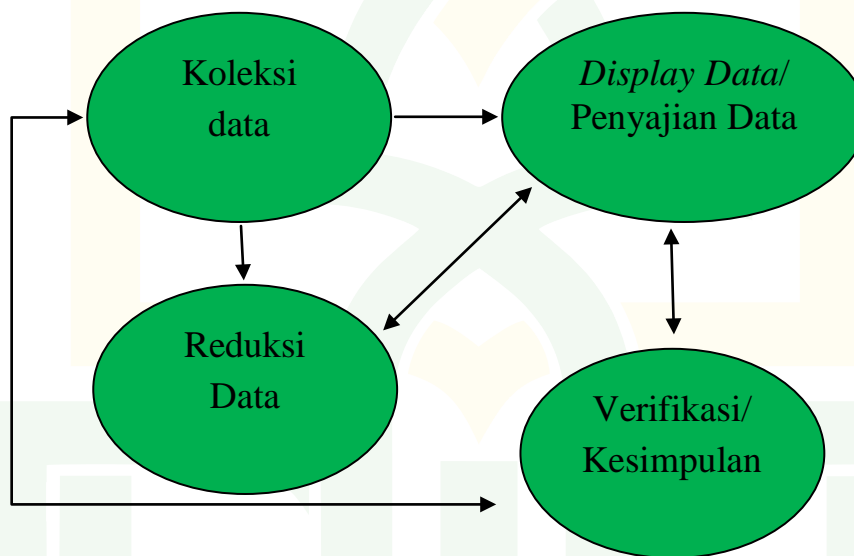 Koleksi
data
Display Data/
Penyajian Data
Reduksi
Data
Verifikasi/
Kesimpulan